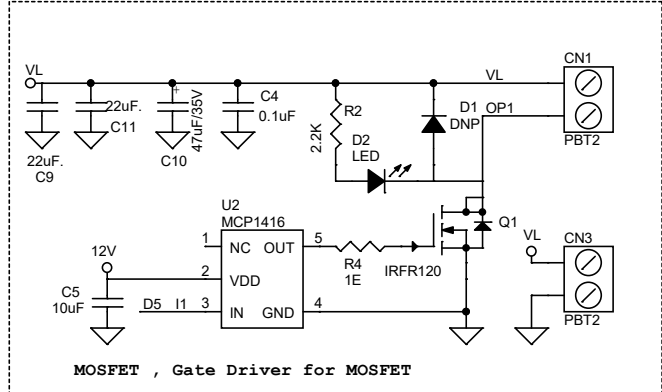 VL
22uF.
C9
22uF.
C11
+
47uF/35V
C10
C4
0.1uF
R2
2.2K
D2
LED
D1
DNP
VL
OP1
CN1
PBT2
U2
MCP1416
1 NC OUT 5
2 VDD
3 IN GND 4
12V
C5
10uF
D5 I1
R4
1E
IRFR120
Q1
VL
CN3
PBT2
MOSFET , Gate Driver for MOSFET